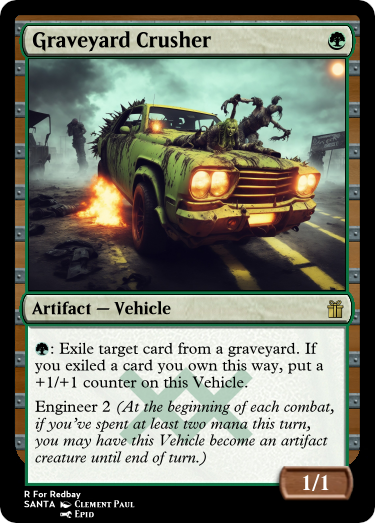 Graveyard Crusher
Artifact — Vehicle
: Exile target card from a graveyard. If
you exiled a card you own this way, put a
+1/+1 counter on this Vehicle.
Engineer 2 (At the beginning of each combat,
if you've spent at least two mana this turn,
you may have this Vehicle become an artifact
creature until end of turn.)
1/1
R For Redbay
SANTA Clement Paul
Epid